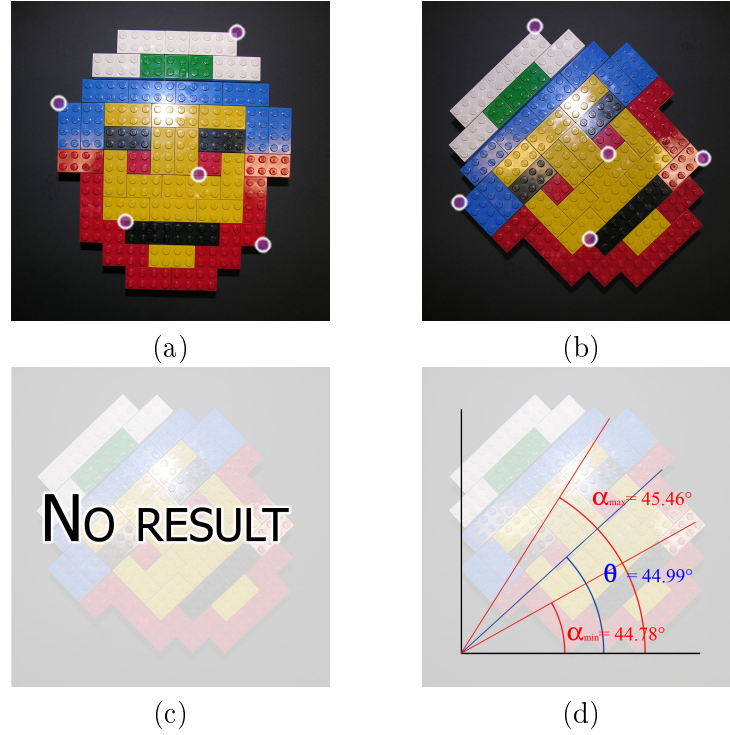 (a)
(b)
No result
(c)
αmax= 45.46°
θ = 44.99°
αmin= 44.78°
(d)